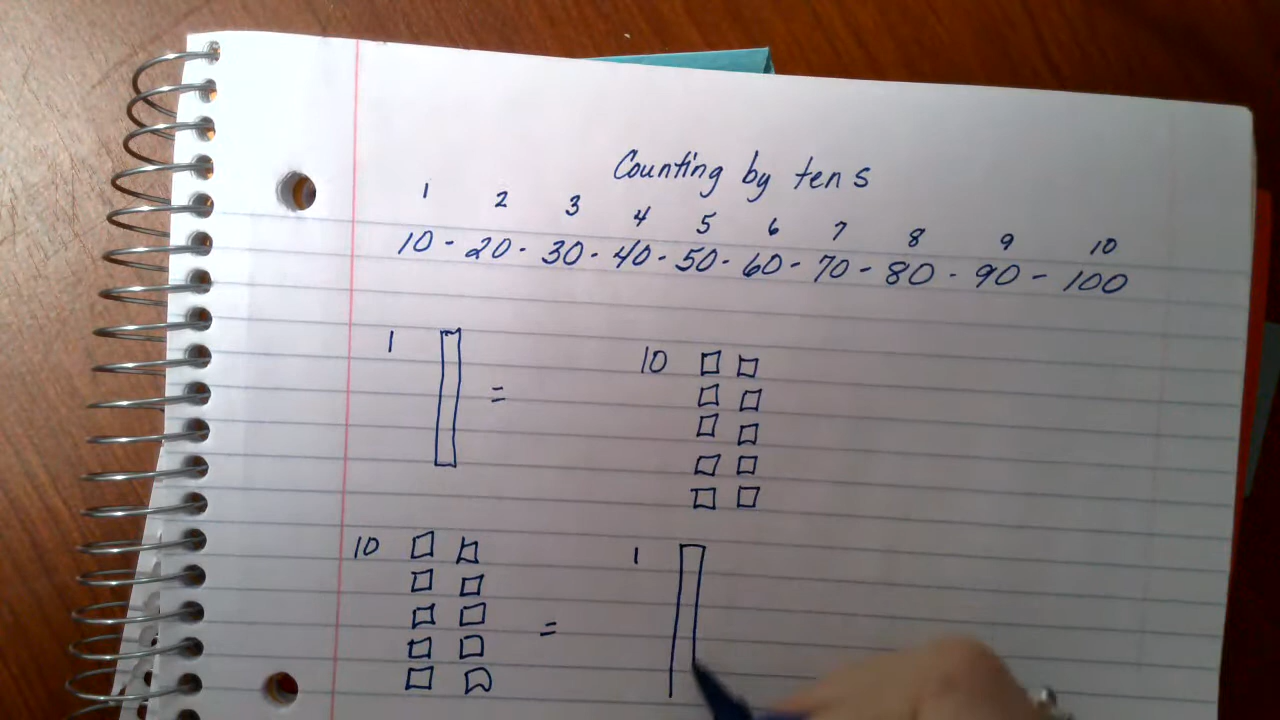 Counting by tens
1 2 3 4 5 6 7 8 9 10
10 - 20 - 30 - 40 - 50 - 60 - 70 - 80 - 90 - 100
1 = 10
10 = 1